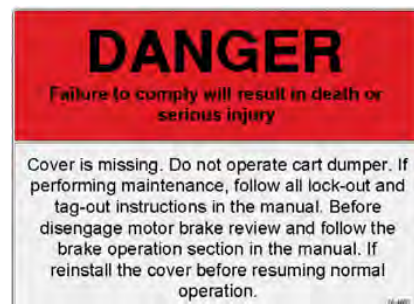 DANGER
Failure to comply will result in death or
serious injury
Cover is missing. Do not operate cart dumper. If
performing maintenance, follow all lock-out and
tag-out instructions in the manual. Before
disengage motor brake review and follow the
brake operation section in the manual. If
reinstall the cover before resuming normal
operation.